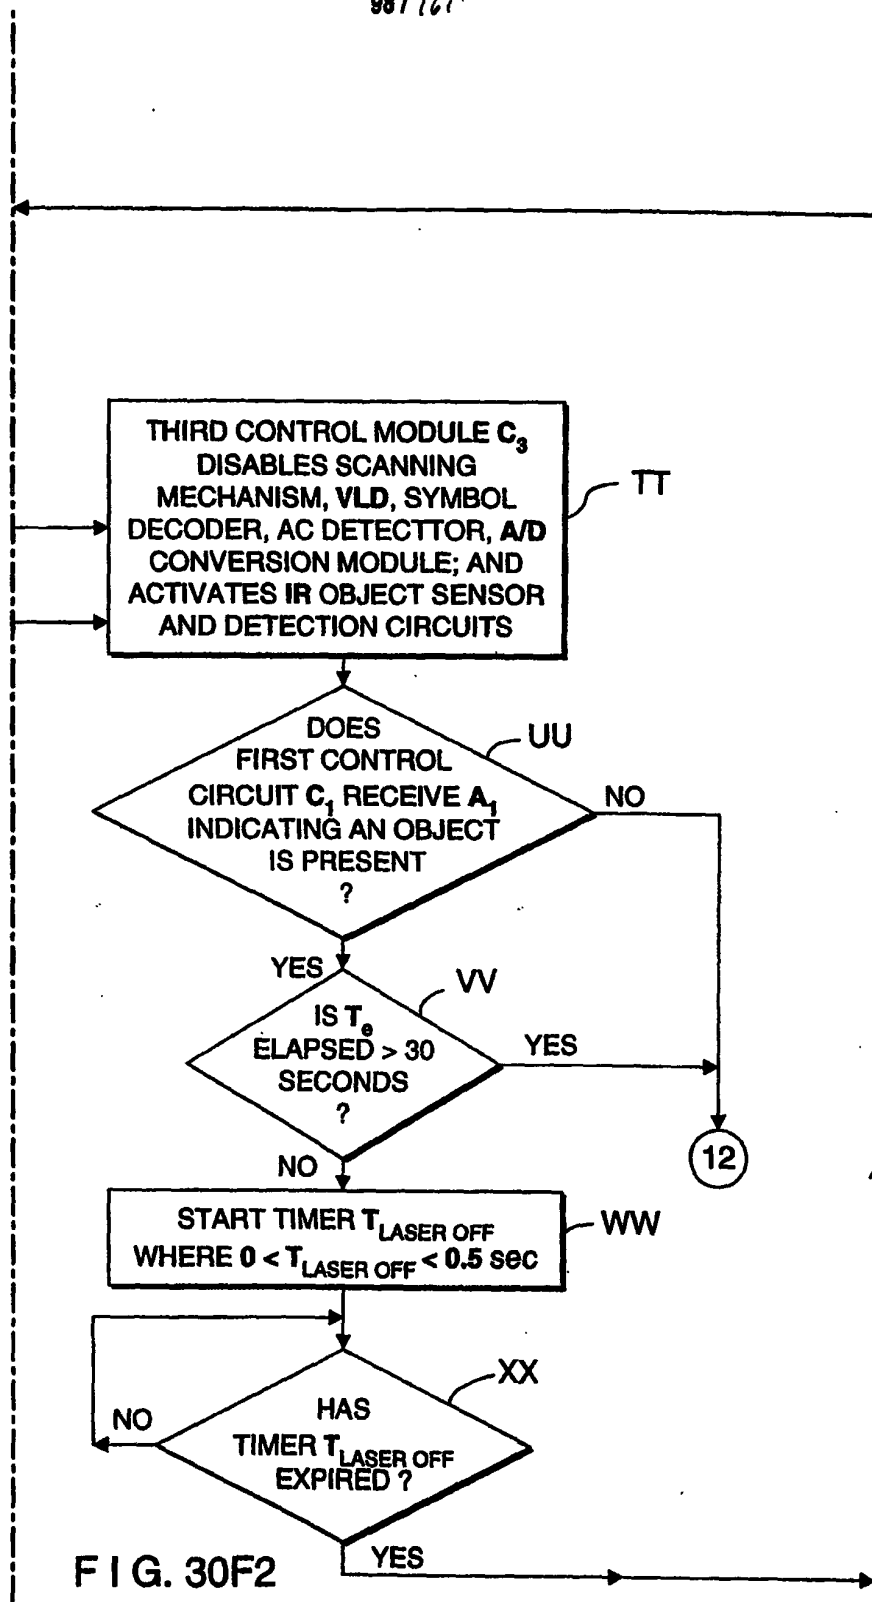 98/161
THIRD CONTROL MODULE C3
DISABLES SCANNING
MECHANISM, VLD, SYMBOL
DECODER, AC DETECTTOR, A/D
CONVERSION MODULE; AND
ACTIVATES IR OBJECT SENSOR
AND DETECTION CIRCUITS
TT
DOES
FIRST CONTROL
CIRCUIT C1 RECEIVE A1
INDICATING AN OBJECT
IS PRESENT
?
UU
NO
YES
IS Te
ELAPSED > 30
SECONDS
?
VV
YES
12
NO
START TIMER TLASER OFF
WHERE 0 < TLASER OFF < 0.5 sec
WW
HAS
TIMER TLASER OFF
EXPIRED ?
XX
NO
YES
FIG. 30F2